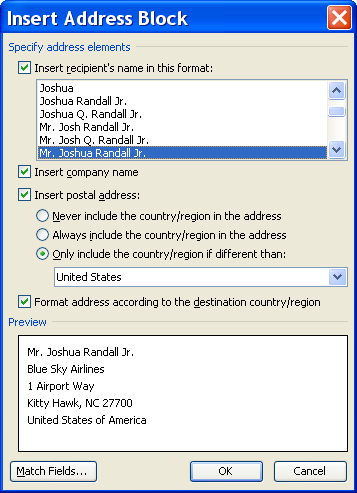 Insert Address Block
Specify address elements
Insert recipient's name in this format:
Joshua
Joshua Randall Jr.
Joshua Q. Randall Jr.
Mr. Josh Randall Jr.
Mr. Josh Q. Randall Jr.
Mr. Joshua Randall Jr.
Insert company name
Insert postal address:
Never include the country/region in the address
Always include the country/region in the address
Only include the country/region if different than:
United States
Format address according to the destination country/region
Preview
Mr. Joshua Randall Jr.
Blue Sky Airlines
1 Airport Way
Kitty Hawk, NC 27700
United States of America
Match Fields... OK Cancel